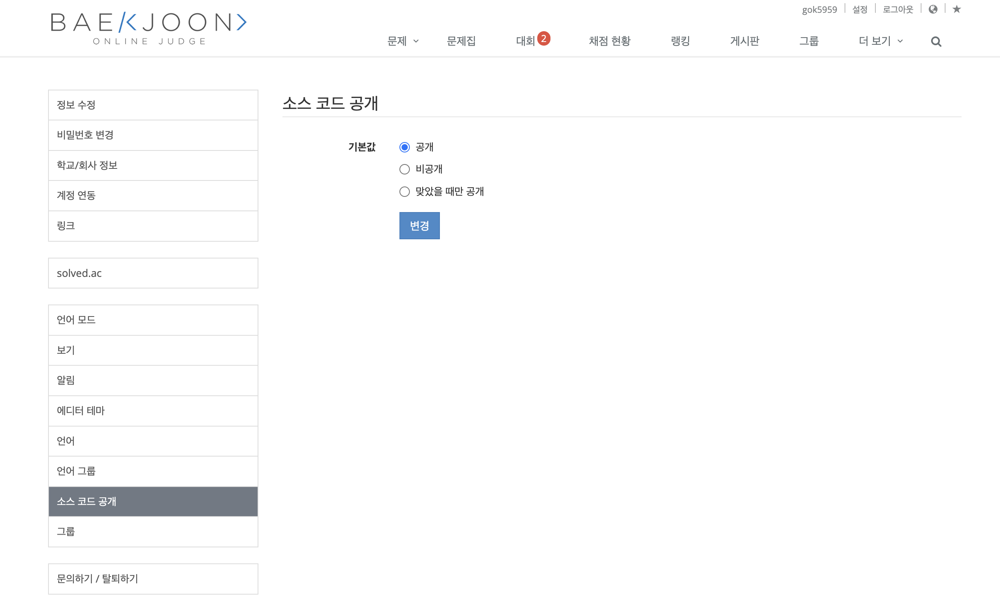 BAEKJOON>
ONLINE JUDGE
gok5959 설정 로그아웃
문제 문제집 대회 2 채점 현황 랭킹 게시판 그룹 더 보기
정보 수정
비밀번호 변경
학교/회사 정보
계정 연동
링크
solved.ac
언어 모드
보기
알림
에디터 테마
언어
언어 그룹
소스 코드 공개
그룹
문의하기 / 탈퇴하기
소스 코드 공개
기본값 공개
비공개
맞았을 때만 공개
변경